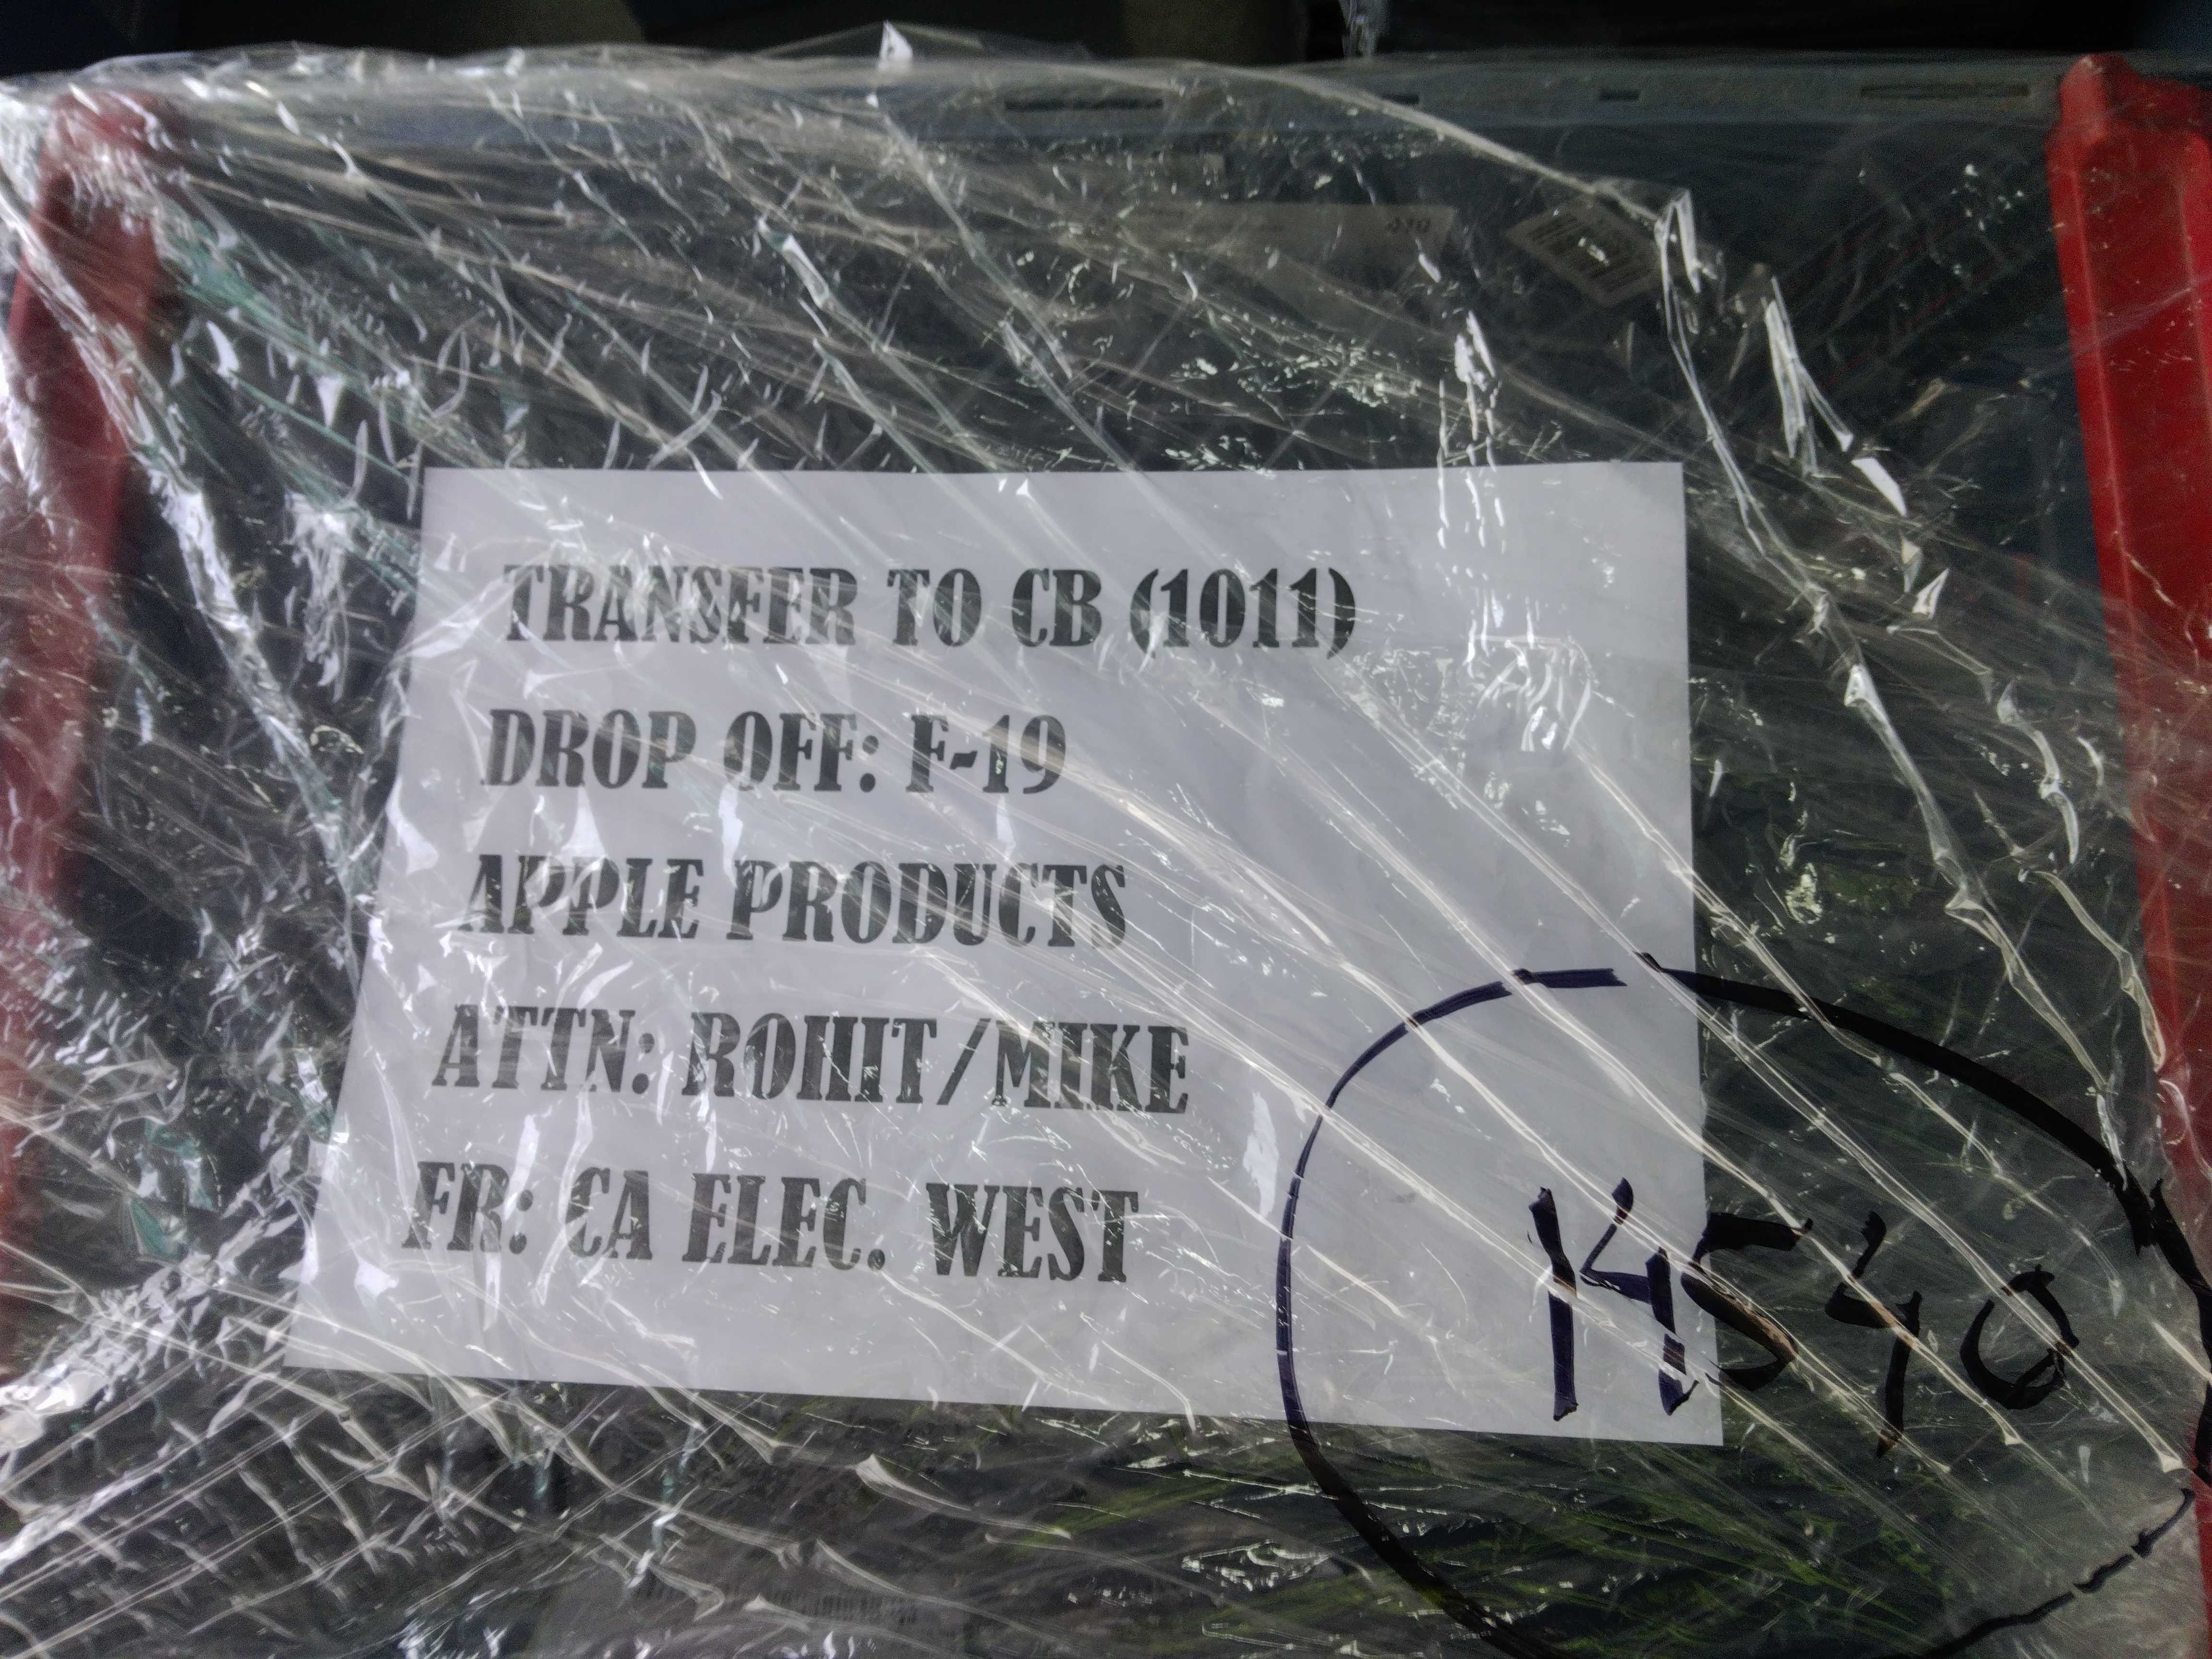 TRANSFER TO CB (1011)
DROP OFF: F-19
APPLE PRODUCTS
ATTN: ROHIT/MIKE
FR: CA ELEC. WEST
14540